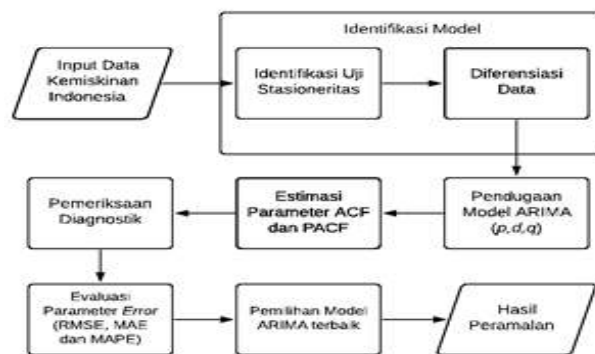 Identifikasi Model
Input Data
Kemiskinan
Indonesia
Identifikasi Uji
Stasioneritas
Diferensiasi
Data
Pendugaan
Model ARIMA
(p,d,q)
Estimasi
Parameter ACF
dan PACF
Pemeriksaan
Diagnostik
Evaluasi
Parameter Error
(RMSE, MAE
dan MAPE)
Pemilihan Model
ARIMA terbaik
Hasil
Peramalan